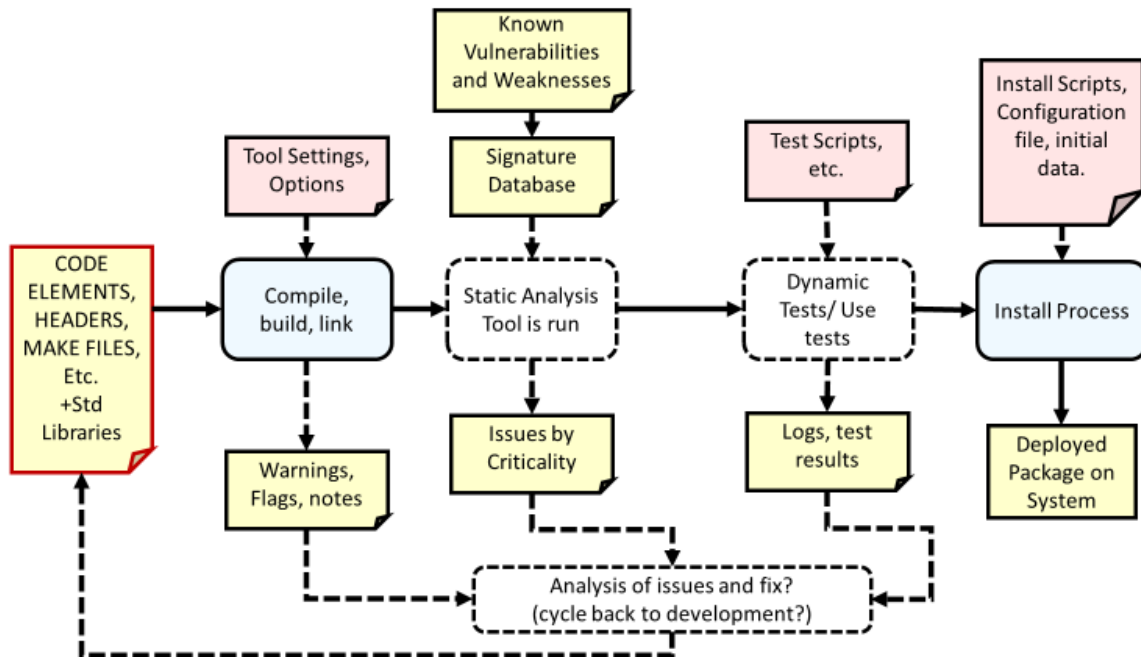 Known
Vulnerabilities
and Weaknesses
Install Scripts,
Configuration
file, initial
data.
Tool Settings,
Options
Signature
Database
Test Scripts,
etc.
CODE
ELEMENTS,
HEADERS,
MAKE FILES,
Etc.
+Std
Libraries
Compile,
build, link
Static Analysis
Tool is run
Dynamic
Tests/ Use
tests
Install Process
Warnings,
Flags, notes
Issues by
Criticality
Logs, test
results
Deployed
Package on
System
Analysis of issues and fix?
(cycle back to development?)